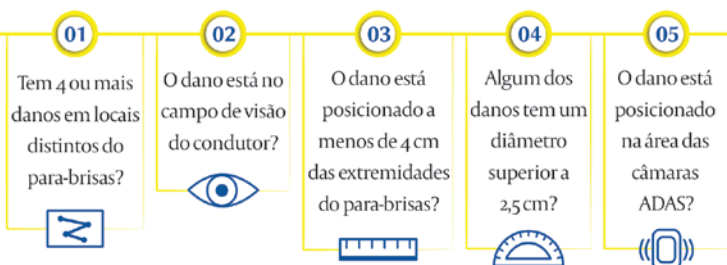 01
Tem 4 ou mais
danos em locais
distintos do
para-brisas?
02
O dano está no
campo de visão
do condutor?
03
O dano está
posicionado a
menos de 4 cm
das extremidades
do para-brisas?
04
Algum dos
danos tem um
diâmetro
superior a
2,5 cm?
05
O dano está
posicionado
na área das
câmaras
ADAS?